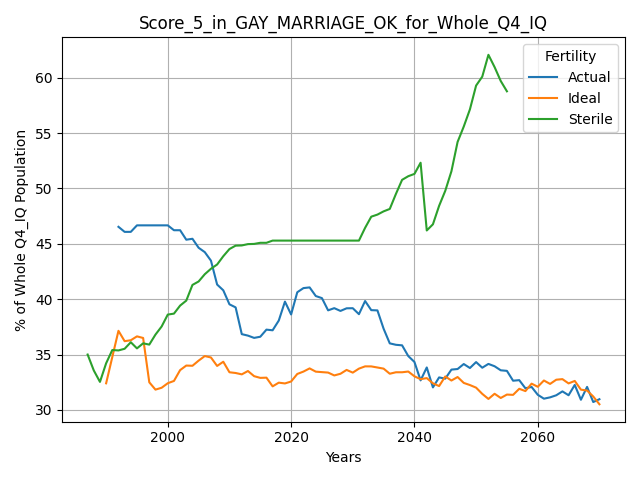 Score_5_in_GAY_MARRIAGE_OK_for_Whole_Q4_IQ
Fertility
Actual
Ideal
Sterile
% of Whole Q4_IQ Population
60
55
50
45
40
35
30
2000
2020
2040
2060
Years